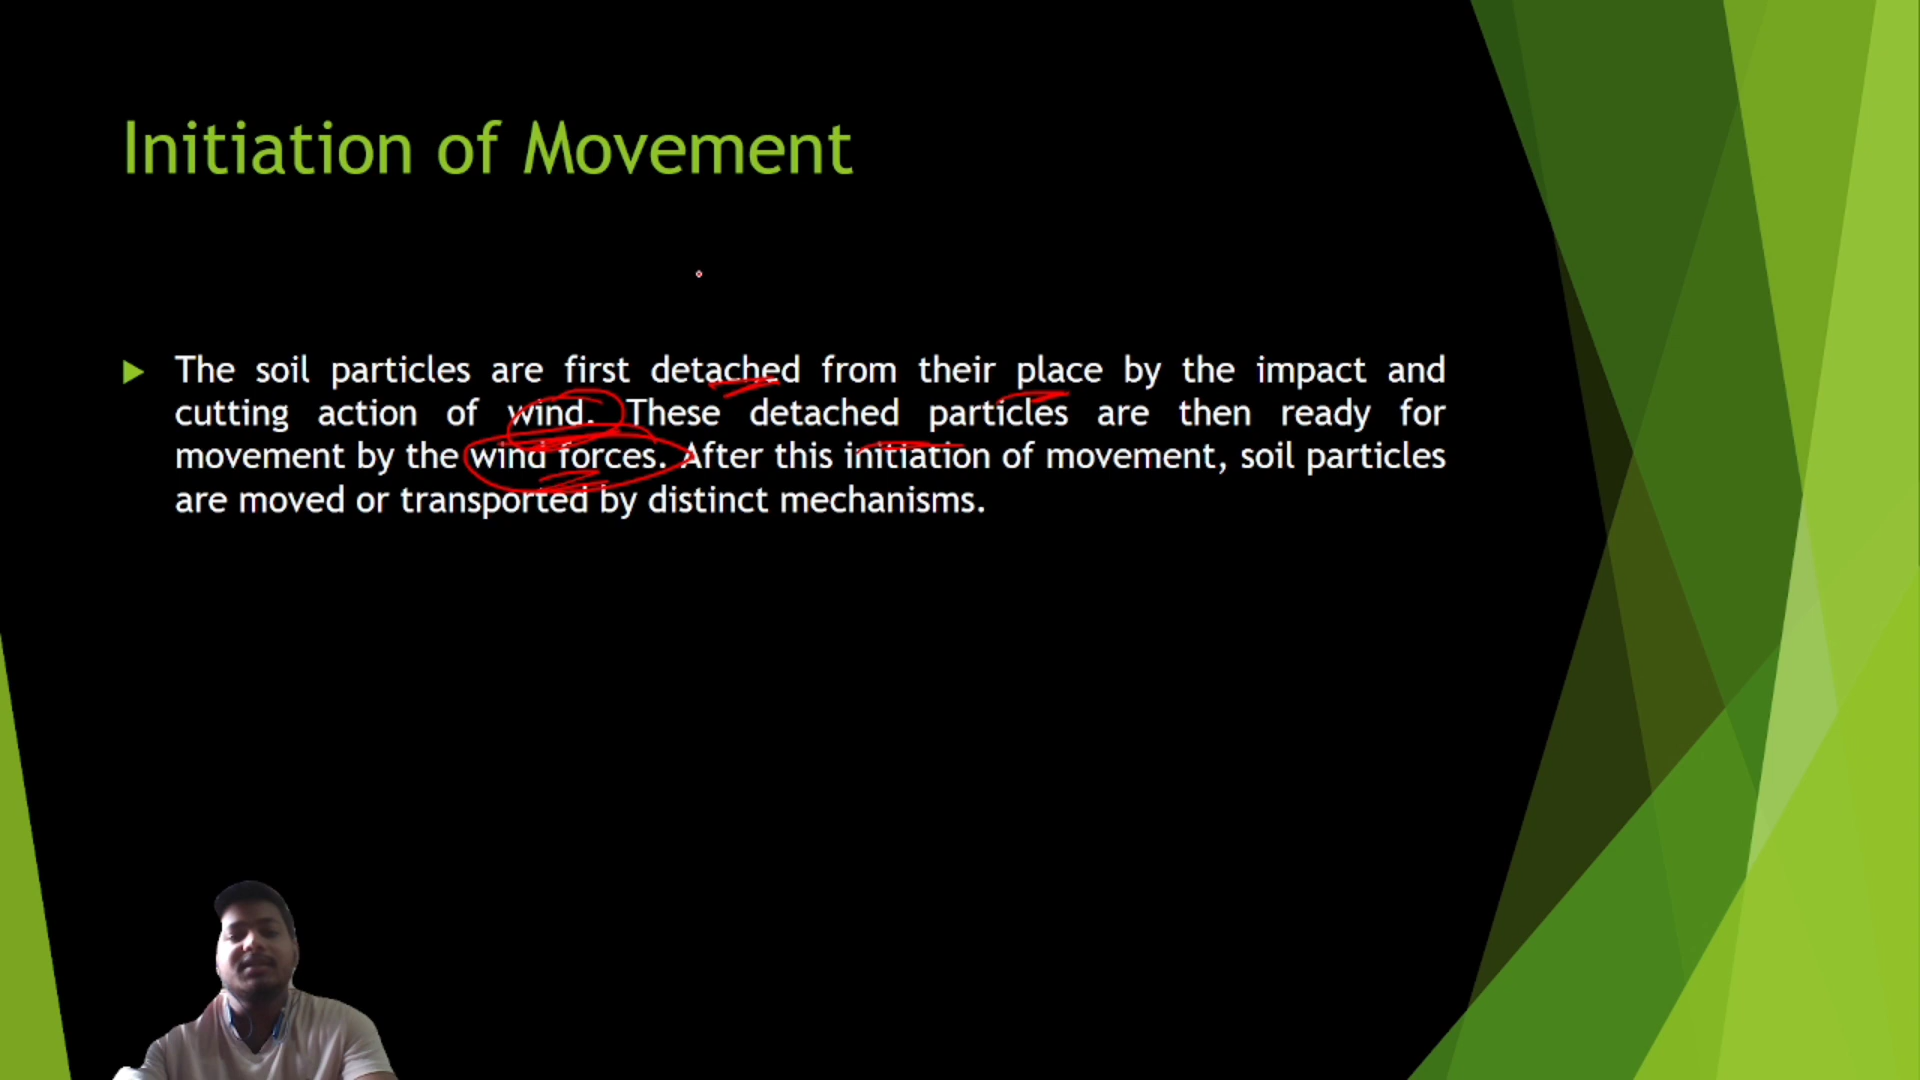 Initiation of Movement
The soil particles are first detached from their place by the impact and
cutting action of wind. These detached particles are then ready for
movement by the wind forces. After this initiation of movement, soil particles
are moved or transported by distinct mechanisms.